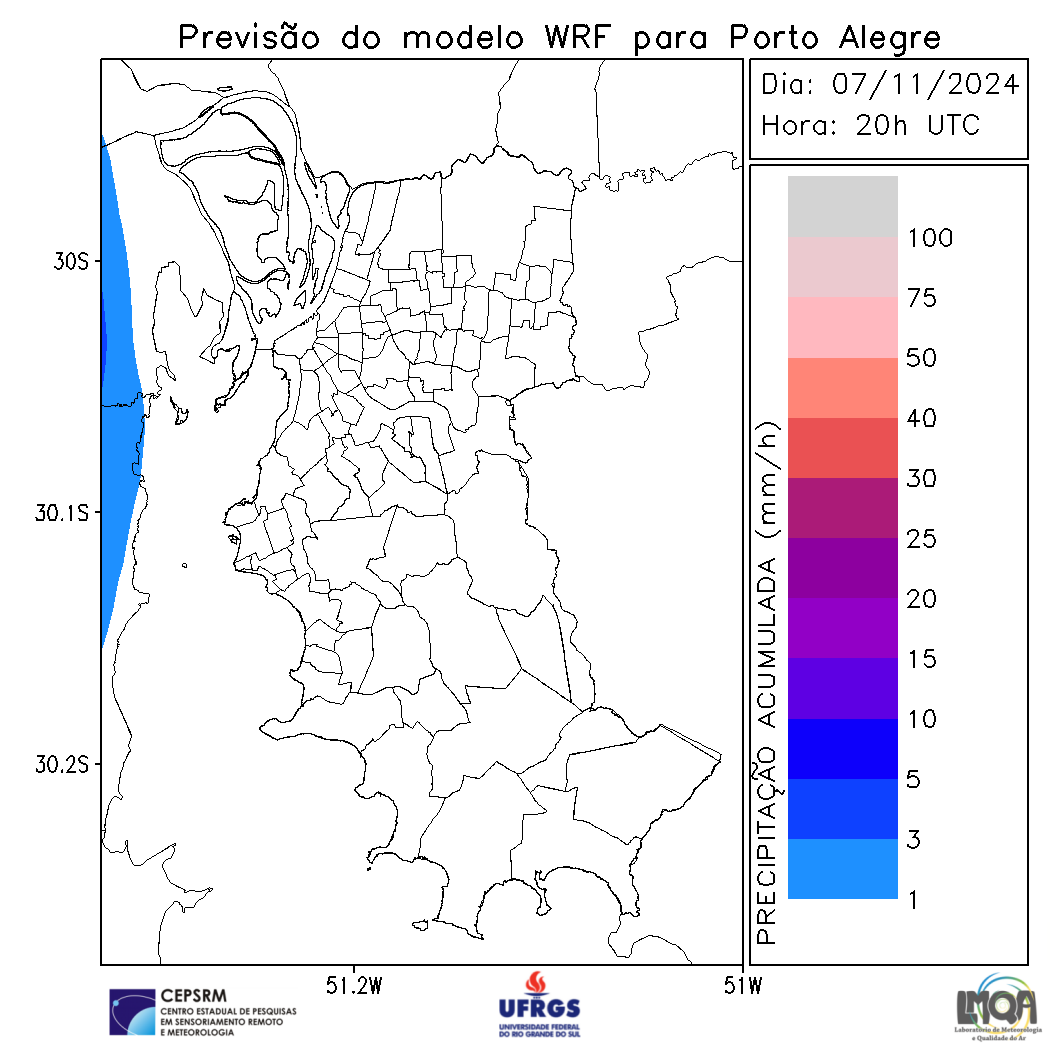 Previsão do modelo WRF para Porto Alegre
Dia: 07/11/2024
Hora: 20h UTC
30S
30.1S
30.2S
51.2W
51W
PRECIPITAÇÃO ACUMULADA (mm/h)
100
75
50
40
30
25
20
15
10
5
3
1
CEPSRM
CENTRO ESTADUAL DE PESQUISAS
EM SENSORIAMENTO REMOTO
E METEOROLOGIA
UFRGS
UNIVERSIDADE FEDERAL
DO RIO GRANDE DO SUL
LMQA
Laboratório de Meteorologia
e Qualidade do Ar